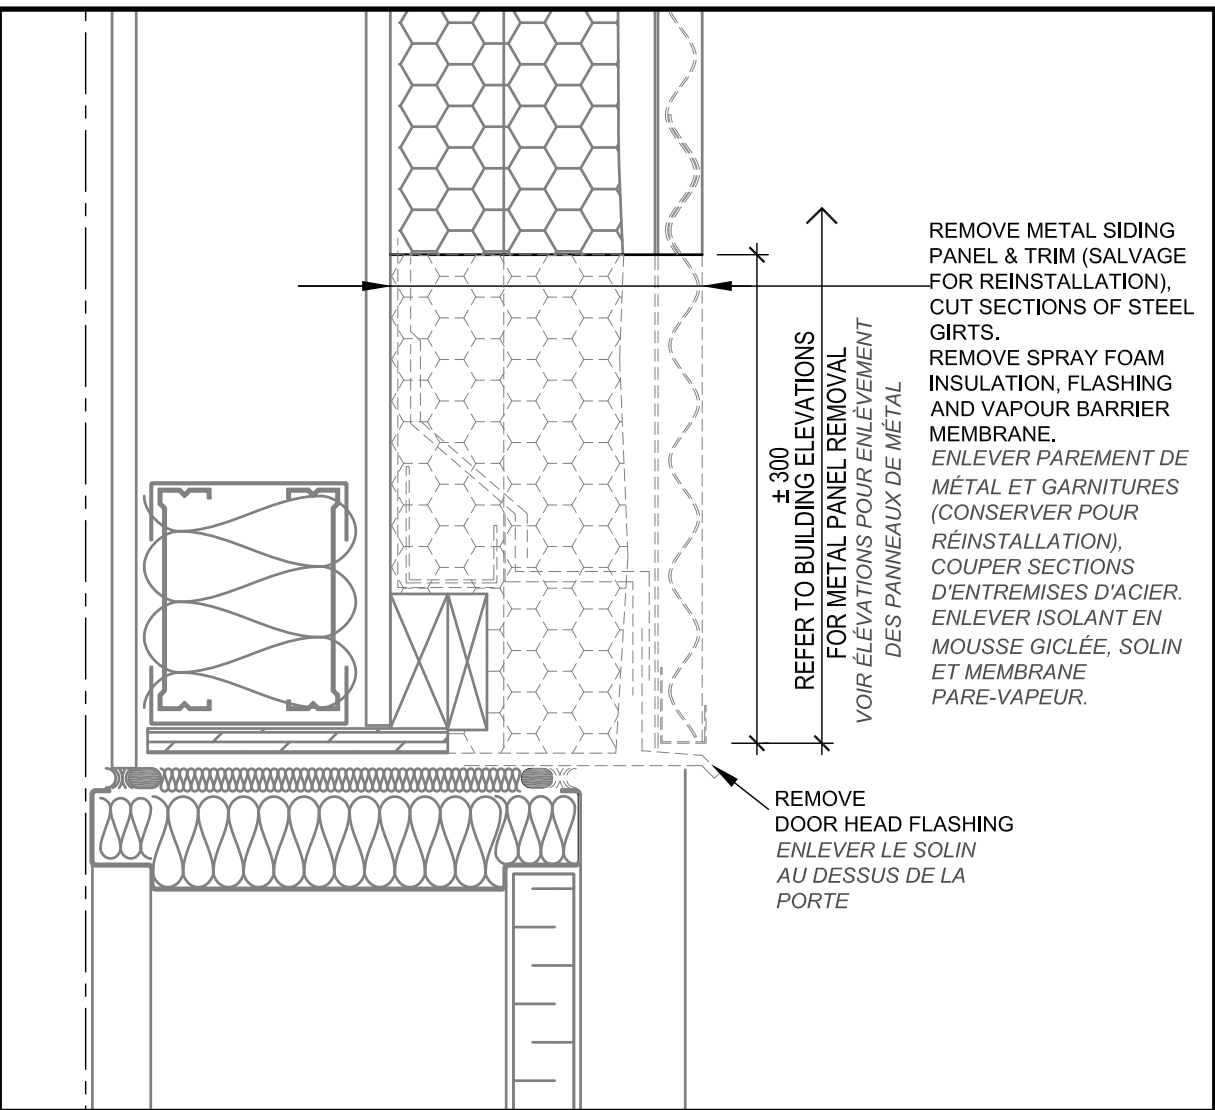 REMOVE METAL SIDING
PANEL & TRIM (SALVAGE
FOR REINSTALLATION),
CUT SECTIONS OF STEEL
GIRTS.
REMOVE SPRAY FOAM
INSULATION, FLASHING
AND VAPOUR BARRIER
MEMBRANE.
ENLEVER PAREMENT DE
MÉTAL ET GARNITURES
(CONSERVER POUR
RÉINSTALLATION),
COUPER SECTIONS
D'ENTREMISES D'ACIER.
ENLEVER ISOLANT EN
MOUSSE GICLÉE, SOLIN
ET MEMBRANE
PARE-VAPEUR.
± 300
REFER TO BUILDING ELEVATIONS
FOR METAL PANEL REMOVAL
VOIR ÉLÉVATIONS POUR ENLÈVEMENT
DES PANNEAUX DE MÉTAL
REMOVE
DOOR HEAD FLASHING
ENLEVER LE SOLIN
AU DESSUS DE LA
PORTE